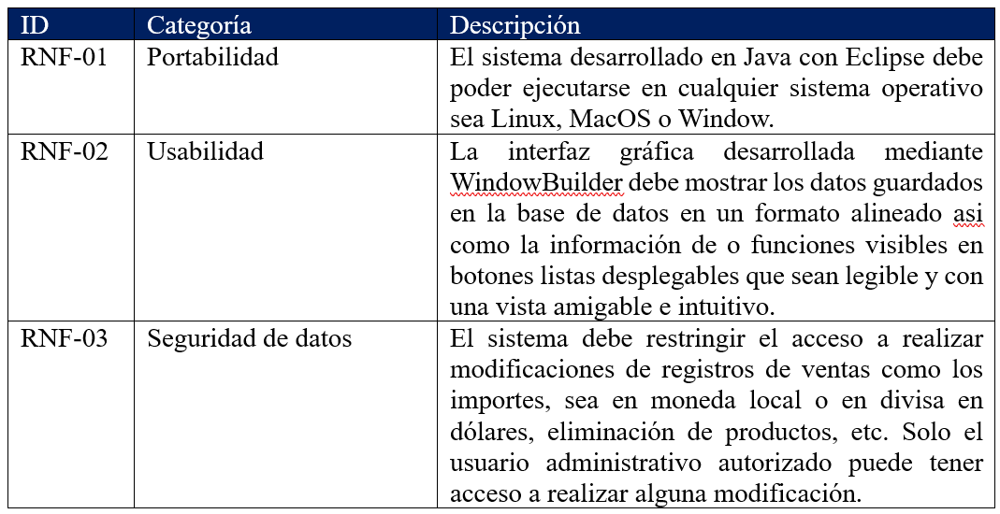 ID Categoría Descripción
RNF-01 Portabilidad El sistema desarrollado en Java con Eclipse debe
poder ejecutarse en cualquier sistema operativo
sea Linux, MacOS o Window.
RNF-02 Usabilidad La interfaz gráfica desarrollada mediante
WindowBuilder debe mostrar los datos guardados
en la base de datos en un formato alineado asi
como la información de o funciones visibles en
botones listas desplegables que sean legible y con
una vista amigable e intuitivo.
RNF-03 Seguridad de datos El sistema debe restringir el acceso a realizar
modificaciones de registros de ventas como los
importes, sea en moneda local o en divisa en
dólares, eliminación de productos, etc. Solo el
usuario administrativo autorizado puede tener
acceso a realizar alguna modificación.